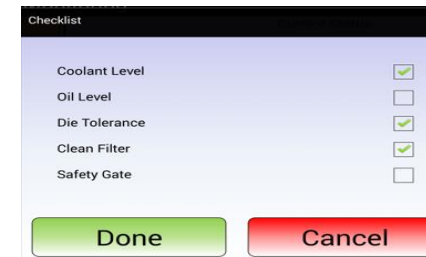 Checklist
Coolant Level
Oil Level
Die Tolerance
Clean Filter
Safety Gate
Done
Cancel